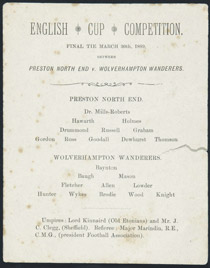 ENGLISH * CUP * COMPETITION.
FINAL TIE MARCH 30th, 1889.
BETWEEN
PRESTON NORTH END v. WOLVERHAMPTON WANDERERS.
PRESTON NORTH END.
Dr. Mills-Roberts
Howarth Holmes
Drummond Russell Graham
Gordon Ross Goodall Dewhurst Thomson
WOLVERHAMPTON WANDERERS.
Baynton
Baugh Mason
Fletcher Allen Lowder
Hunter Wykes Brodie Wood Knight
Umpires: Lord Kinnaird (Old Etonians) and Mr. J.
C. Clegg, (Sheffield). Referee: Major Marindin, R.E.,
C.M.G., (president Football Association).